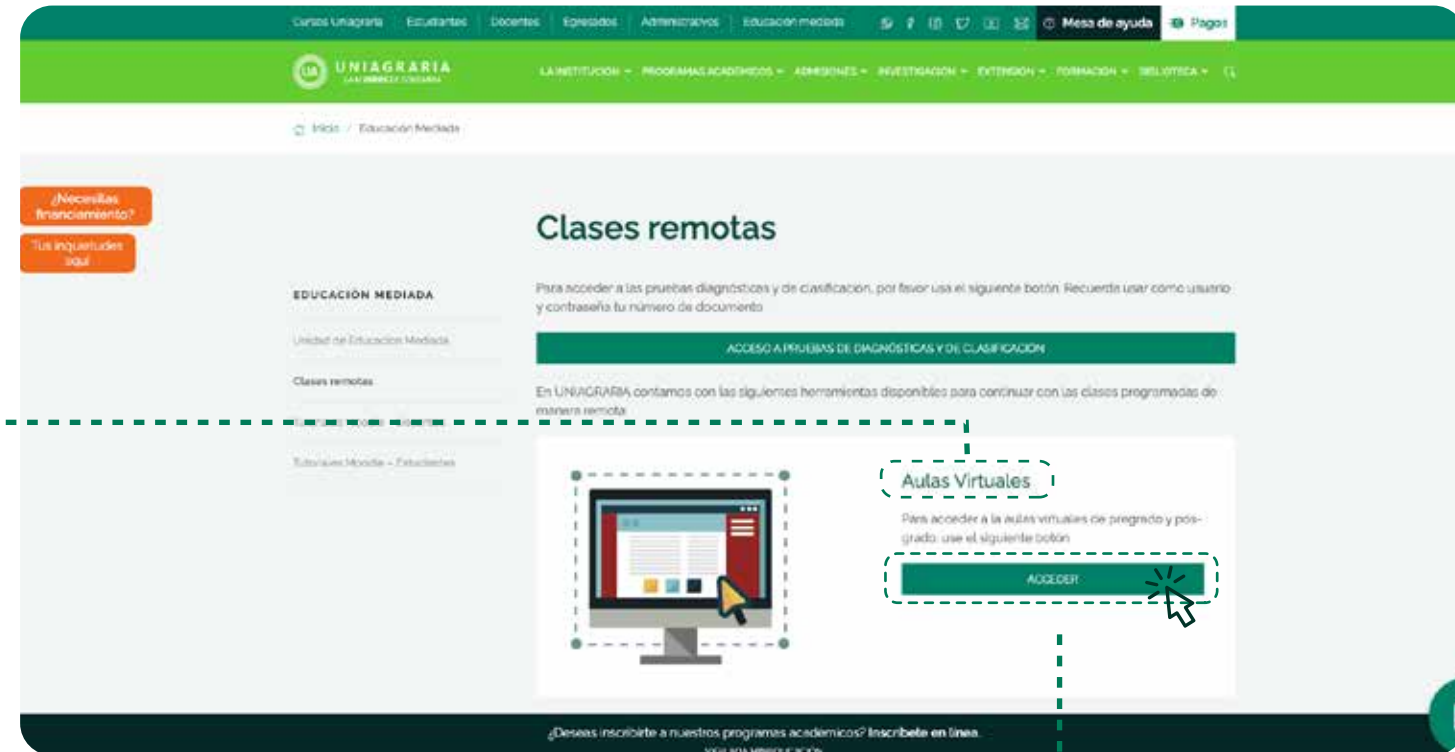 Cursos Uniagraria Estudiantes Docentes Egresados Administrativos Educación mediada Mesa de ayuda Pagos
UA UNIAGRARIA
LA INSTITUCIÓN PROGRAMAS ACADÉMICOS ADMISIONES INVESTIGACIÓN EXTENSIÓN FORMACIÓN BIBLIOTECA
Inicio / Educación Mediada
¿Necesitas
financiamiento?
Tus inquietudes
aquí
Clases remotas
EDUCACIÓN MEDIADA
Unidad de Educación Mediada
Clases remotas
Tutoriales Moodle – Estudiantes
Para acceder a las pruebas diagnósticas y de clasificación, por favor usa el siguiente botón. Recuerda usar como usuario
y contraseña tu número de documento
ACCESO A PRUEBAS DE DIAGNÓSTICAS Y DE CLASIFICACIÓN
En UNIAGRARIA contamos con las siguientes herramientas disponibles para continuar con las clases programadas de
manera remota
Aulas Virtuales
Para acceder a la aulas virtuales de pregrado y pos-
grado, use el siguiente botón
ACCEDER
¿Deseas inscribirte a nuestros programas académicos? Inscríbete en línea.